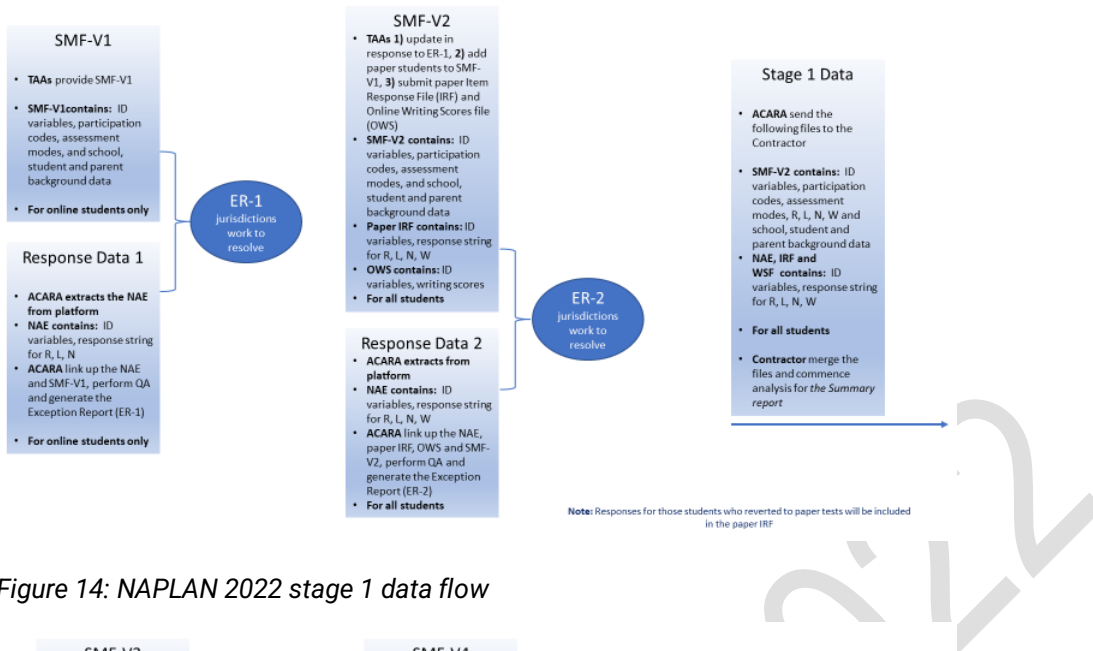 SMF-V1
• TAAs provide SMF-V1
• SMF-V1contains: ID
variables, participation
codes, assessment
modes, and school,
student and parent
background data
• For online students only
Response Data 1
• ACARA extracts the NAE
from platform
• NAE contains: ID
variables, response string
for R, L, N
• ACARA link up the NAE
and SMF-V1, perform QA
and generate the
Exception Report (ER-1)
• For online students only
ER-1
jurisdictions
work to
resolve
SMF-V2
• TAAs 1) update in
response to ER-1, 2) add
paper students to SMF-
V1, 3) submit paper Item
Response File (IRF) and
Online Writing Scores file
(OWS)
• SMF-V2 contains: ID
variables, participation
codes, assessment
modes, and school,
student and parent
background data
• Paper IRF contains: ID
variables, response string
for R, L, N, W
• OWS contains: ID
variables, writing scores
• For all students
Response Data 2
• ACARA extracts from
platform
• NAE contains: ID
variables, response string
for R, L, N, W
• ACARA link up the NAE,
paper IRF, OWS and SMF-
V2, perform QA and
generate the Exception
Report (ER-2)
• For all students
ER-2
jurisdictions
work to
resolve
Stage 1 Data
• ACARA send the
following files to the
Contractor
• SMF-V2 contains: ID
variables, participation
codes, assessment
modes, R, L, N, W and
school, student and
parent background data
• NAE, IRF and
WSF contains: ID
variables, response string
for R, L, N, W
• For all students
• Contractor merge the
files and commence
analysis for the Summary
report
Note: Responses for those students who reverted to paper tests will be included
in the paper IRF
Figure 14: NAPLAN 2022 stage 1 data flow